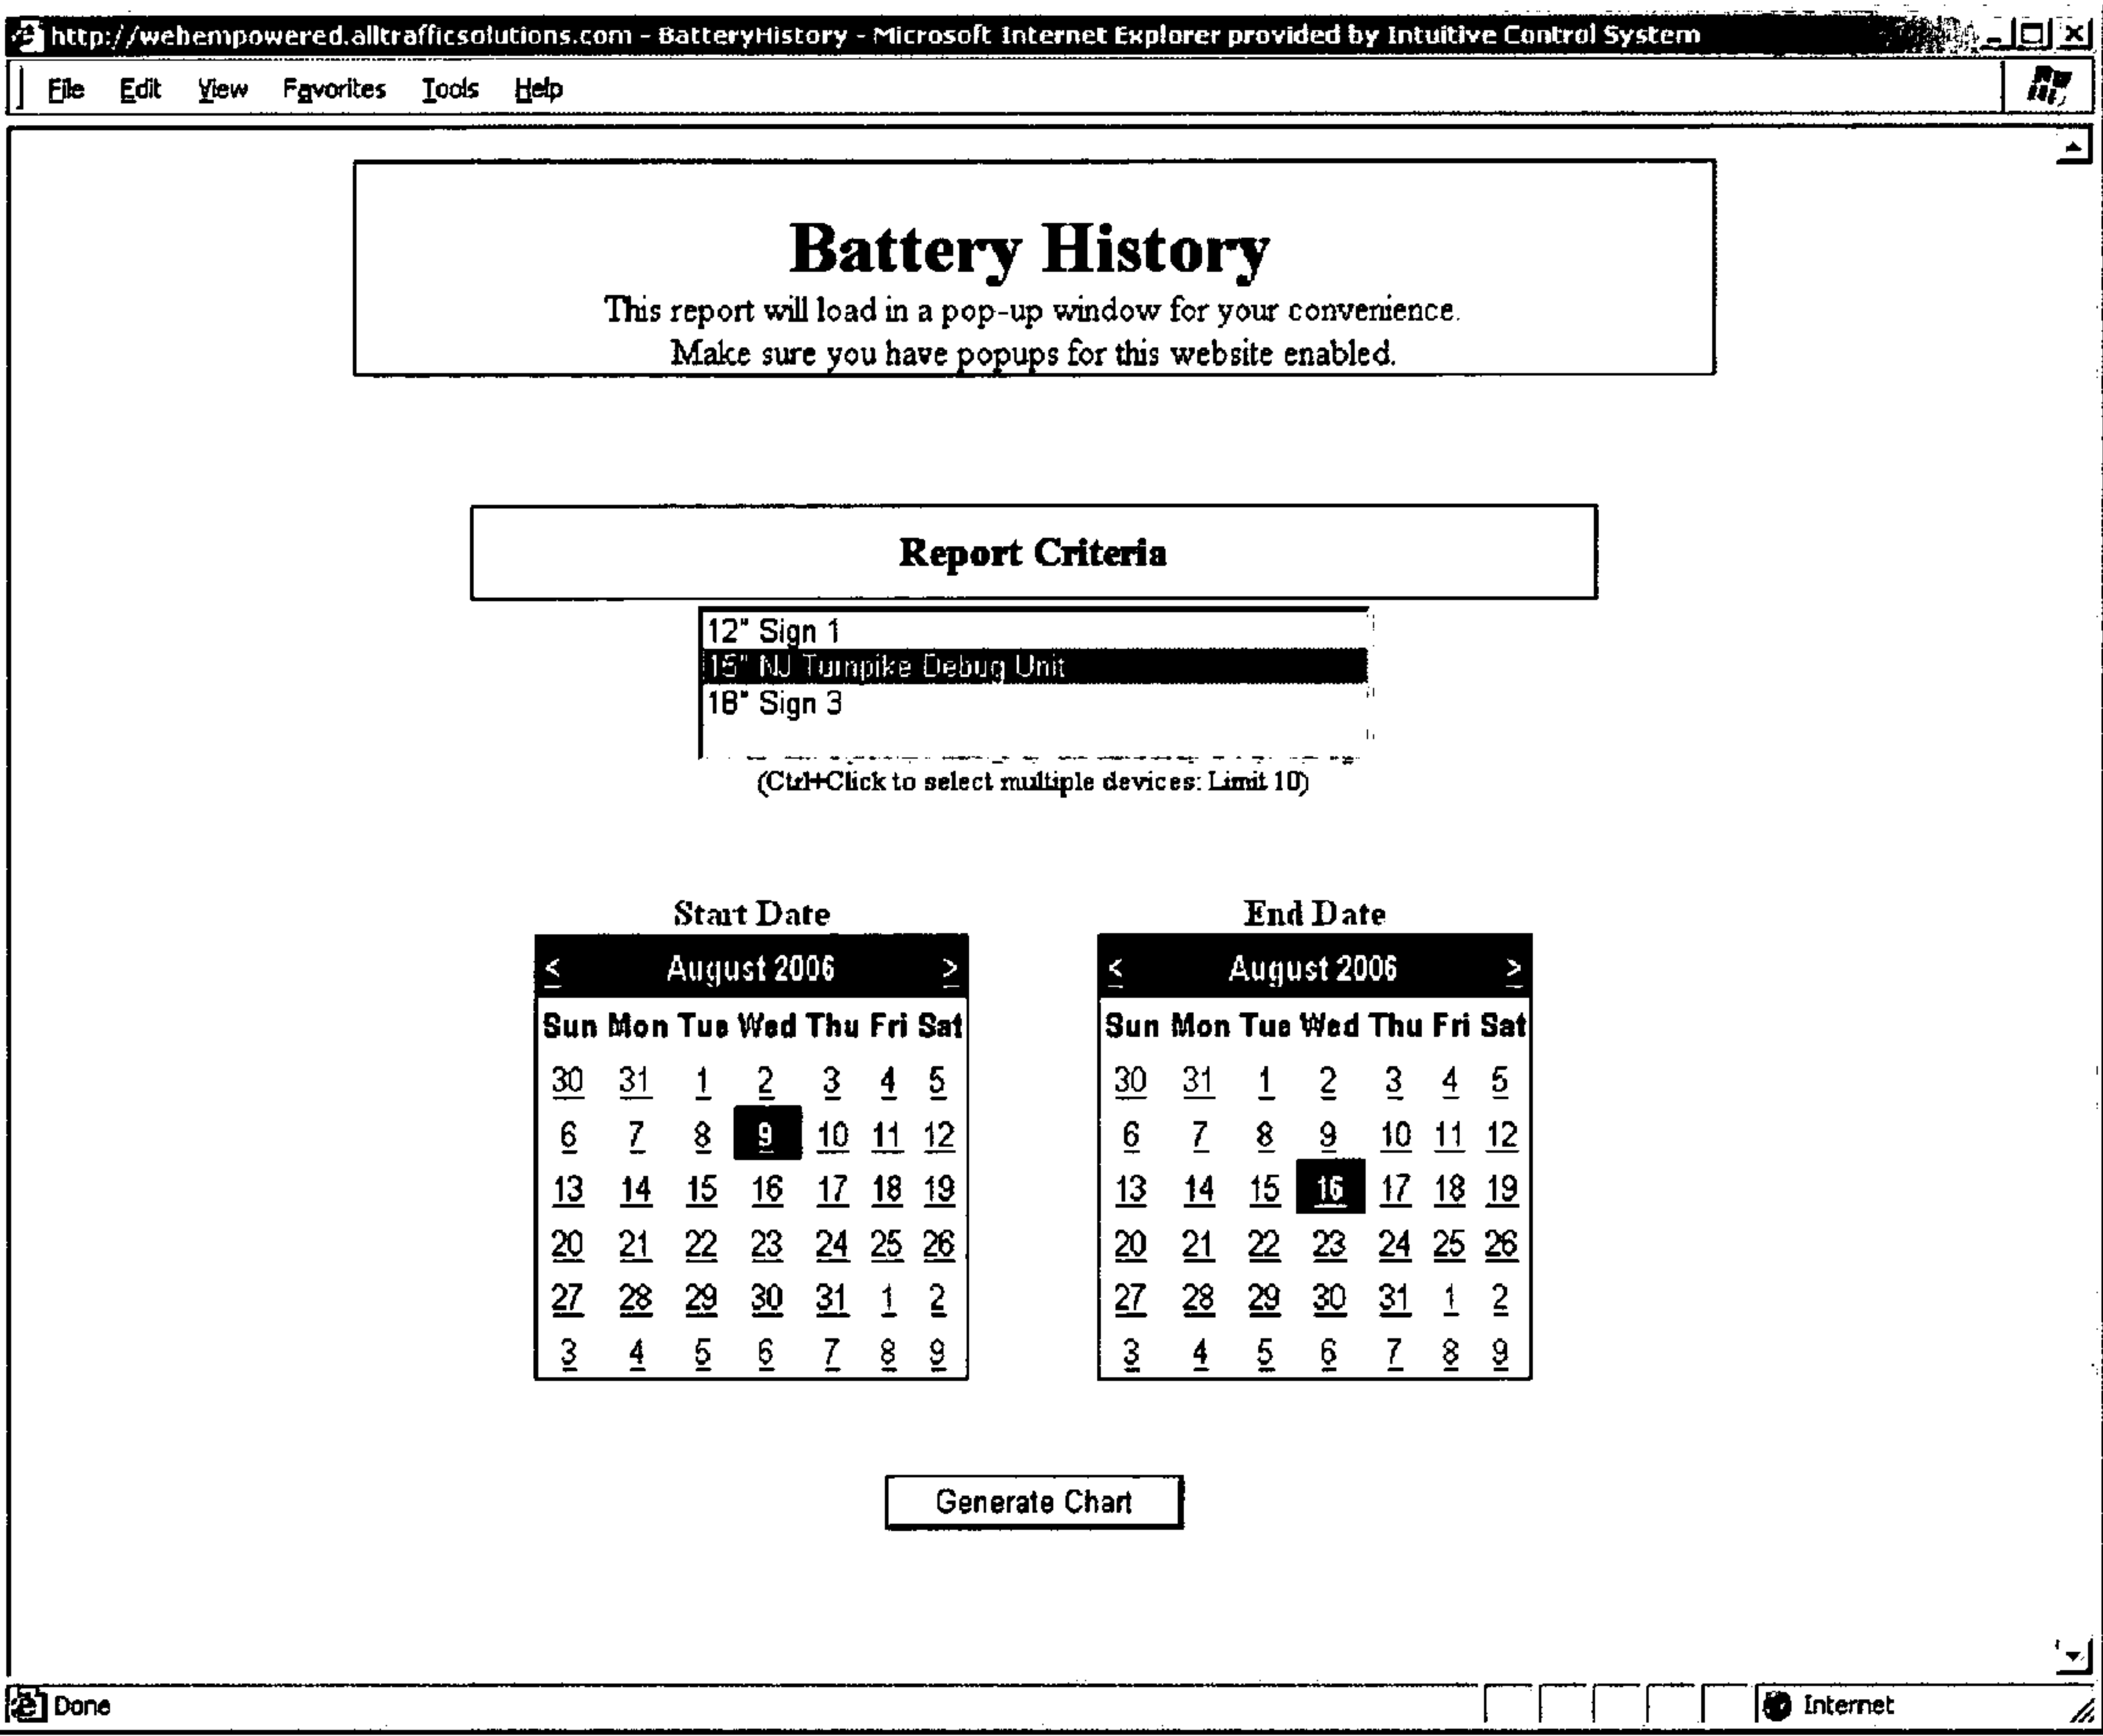 http://webempowered.alltrafficsolutions.com - BatteryHistory - Microsoft Internet Explorer provided by Intuitive Control System
File Edit View Favorites Tools Help
Battery History
This report will load in a pop-up window for your convenience.
Make sure you have popups for this website enabled.
Report Criteria
12" Sign 1
15" NJ Turnpike Debug Unit
18" Sign 3
(Ctrl+Click to select multiple devices: Limit 10)
Start Date
< August 2006 >
Sun Mon Tue Wed Thu Fri Sat
30 31 1 2 3 4 5
6 7 8 9 10 11 12
13 14 15 16 17 18 19
20 21 22 23 24 25 26
27 28 29 30 31 1 2
3 4 5 6 7 8 9
End Date
< August 2006 >
Sun Mon Tue Wed Thu Fri Sat
30 31 1 2 3 4 5
6 7 8 9 10 11 12
13 14 15 16 17 18 19
20 21 22 23 24 25 26
27 28 29 30 31 1 2
3 4 5 6 7 8 9
Generate Chart
Done
Internet